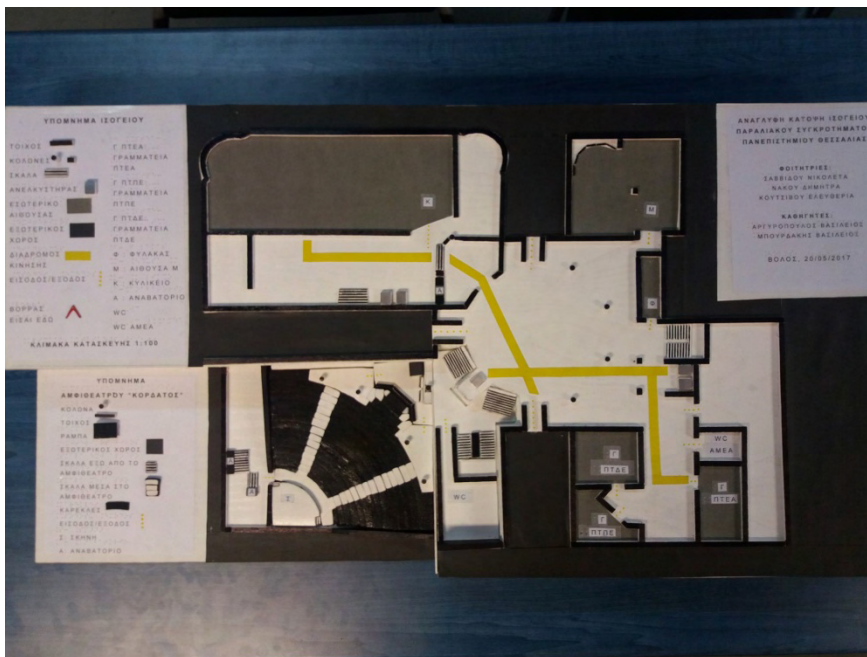 ΥΠΟΜΝΗΜΑ ΙΣΟΓΕΙΟΥ
ΤΟΙΧΟΣ
ΚΟΛΟΝΕΣ
ΣΚΑΛΑ
ΑΝΕΛΚΥΣΤΗΡΑΣ
ΕΣΩΤΕΡΙΚΟ
ΑΙΘΟΥΣΑΣ
ΕΞΩΤΕΡΙΚΟΣ
ΧΩΡΟΣ
ΔΙΑΔΡΟΜΟΣ
ΚΙΝΗΣΗΣ
ΕΙΣΟΔΟΣ/ΕΞΟΔΟΣ
ΒΟΡΡΑΣ
ΕΙΣΑΙ ΕΔΩ
Γ ΠΤΕΑ:
ΓΡΑΜΜΑΤΕΙΑ
ΠΤΕΑ
Γ ΠΤΠΕ:
ΓΡΑΜΜΑΤΕΙΑ
ΠΤΠΕ
Γ ΠΤΔΕ:
ΓΡΑΜΜΑΤΕΙΑ
ΠΤΔΕ
Φ: ΦΥΛΑΚΑΣ
Μ: ΑΙΘΟΥΣΑ Μ
Κ: ΚΥΛΙΚΕΙΟ
Α: ΑΝΑΒΑΤΟΡΙΟ
WC
WC ΑΜΕΑ
ΚΛΙΜΑΚΑ ΚΑΤΑΣΚΕΥΗΣ 1:100
ΥΠΟΜΝΗΜΑ
ΑΜΦΙΘΕΑΤΡΟΥ "ΚΟΡΔΑΤΟΣ"
ΚΟΛΟΝΑ
ΤΟΙΧΟΣ
ΡΑΜΠΑ
ΕΞΩΤΕΡΙΚΟΣ ΧΩΡΟΣ
ΣΚΑΛΑ ΕΞΩ ΑΠΟ ΤΟ
ΑΜΦΙΘΕΑΤΡΟ
ΣΚΑΛΑ ΜΕΣΑ ΣΤΟ
ΑΜΦΙΘΕΑΤΡΟ
ΚΑΡΕΚΛΕΣ
ΕΙΣΟΔΟΣ/ΕΞΟΔΟΣ
Σ: ΣΚΗΝΗ
Α: ΑΝΑΒΑΤΟΡΙΟ
ΑΝΑΓΛΥΦΗ ΚΑΤΟΨΗ ΙΣΟΓΕΙΟΥ
ΠΑΡΑΛΙΑΚΟΥ ΣΥΓΚΡΟΤΗΜΑΤΟΣ
ΠΑΝΕΠΙΣΤΗΜΙΟΥ ΘΕΣΣΑΛΙΑΣ
ΦΟΙΤΗΤΡΙΕΣ:
ΣΑΒΒΙΔΟΥ ΝΙΚΟΛΕΤΑ
ΝΑΚΟΥ ΔΗΜΗΤΡΑ
ΚΟΥΤΣΙΒΟΥ ΕΛΕΥΘΕΡΙΑ
ΚΑΘΗΓΗΤΕΣ:
ΑΡΓΥΡΟΠΟΥΛΟΣ ΒΑΣΙΛΕΙΟΣ
ΜΠΟΥΡΔΑΚΗΣ ΒΑΣΙΛΕΙΟΣ
ΒΟΛΟΣ, 20/05/2017
Κ
Μ
Α
Φ
WC
ΑΜΕΑ
Γ
ΠΤΔΕ
Γ
ΠΤΕΑ
Γ
ΠΤΠΕ
WC
Σ